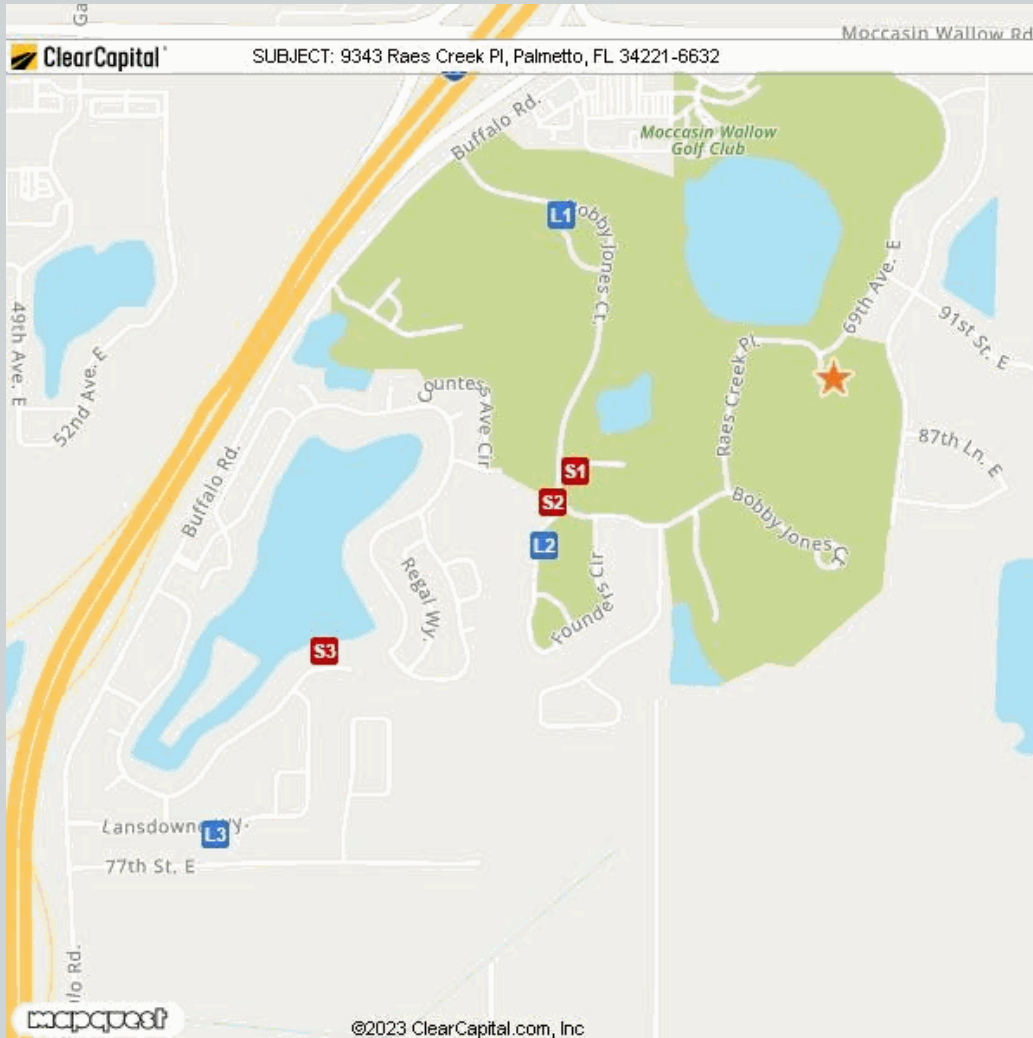 Ga
Moccasin Wallow Rd
ClearCapital
SUBJECT: 9343 Raes Creek Pl, Palmetto, FL 34221-6632
Buffalo Rd.
Moccasin Wallow
Golf Club
L1
Bobby Jones Ct.
69th Ave. E
49th Ave. E
91st St. E
52nd Ave. E
Raes Creek Pl.
Countess Ave Cir
87th Ln. E
Buffalo Rd.
S1
S2
Bobby Jones Ct
L2
Regal Wy.
Founders Cir
S3
Lansdowne Wy.
L3
77th St. E
alo Rd.
mapquest
©2023 ClearCapital.com, Inc